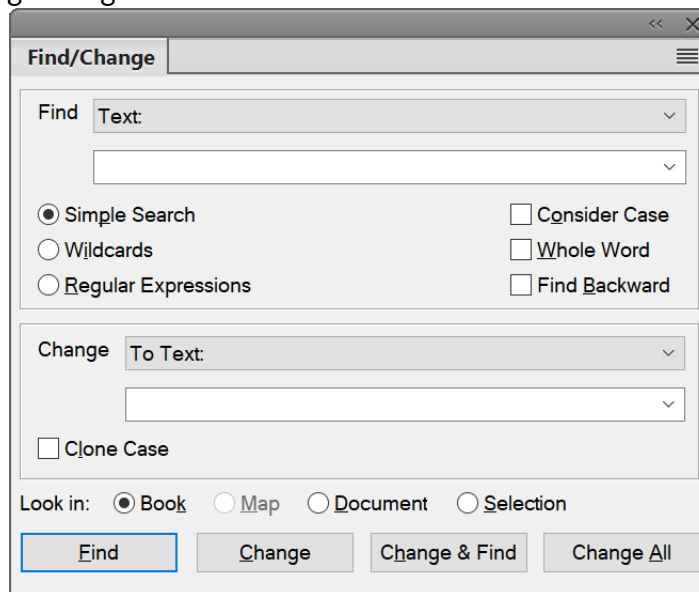 Find/Change
Find Text:
Simple Search Consider Case
Wildcards Whole Word
Regular Expressions Find Backward
Change To Text:
Clone Case
Look in: Book Map Document Selection
Find Change Change & Find Change All